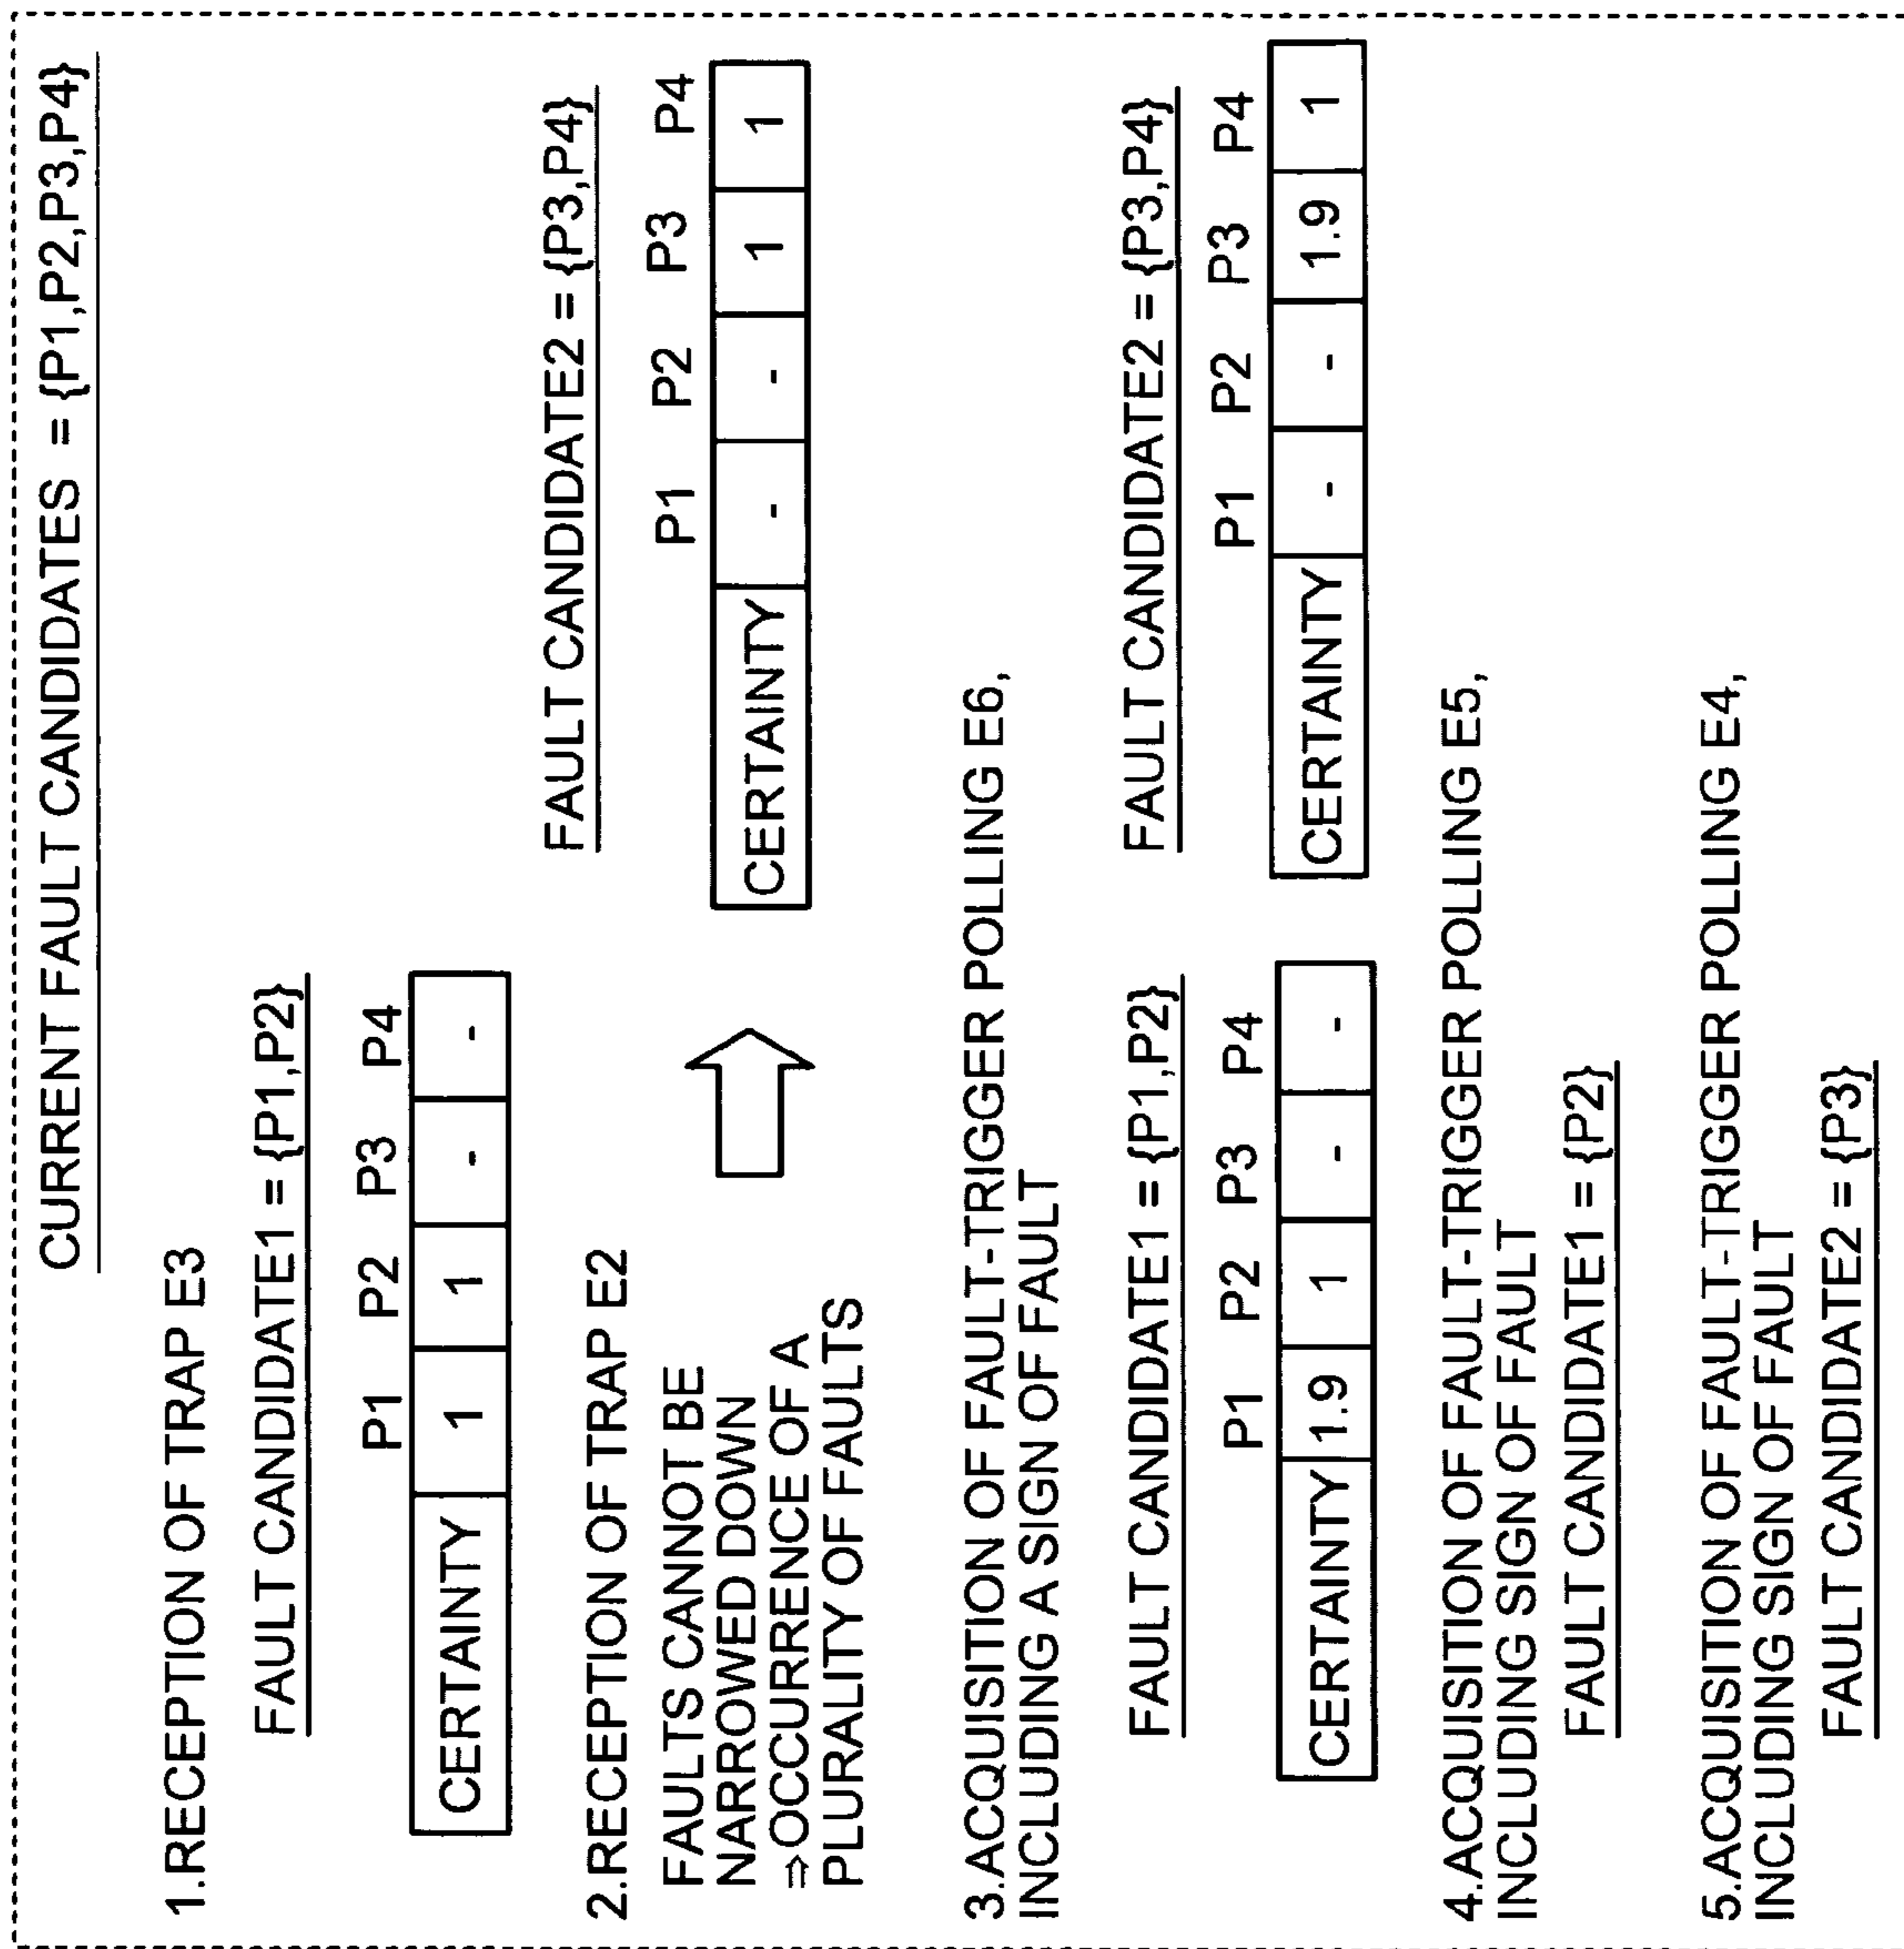 CURRENT FAULT CANDIDATES = {P1,P2,P3,P4}
1.RECEPTION OF TRAP E3
FAULT CANDIDATE1 = {P1,P2}
P1 P2 P3 P4
CERTAINTY 1 1 - -
2.RECEPTION OF TRAP E2
FAULTS CANNOT BE
NARROWED DOWN
⇒OCCURRENCE OF A
PLURALITY OF FAULTS
FAULT CANDIDATE2 = {P3,P4}
P1 P2 P3 P4
CERTAINTY - - 1 1
3.ACQUISITION OF FAULT-TRIGGER POLLING E6,
INCLUDING A SIGN OF FAULT
FAULT CANDIDATE1 = {P1,P2}
P1 P2 P3 P4
CERTAINTY 1.9 1 - -
FAULT CANDIDATE2 = {P3,P4}
P1 P2 P3 P4
CERTAINTY - - 1.9 1
4.ACQUISITION OF FAULT-TRIGGER POLLING E5,
INCLUDING SIGN OF FAULT
FAULT CANDIDATE1 = {P2}
5.ACQUISITION OF FAULT-TRIGGER POLLING E4,
INCLUDING SIGN OF FAULT
FAULT CANDIDATE2 = {P3}